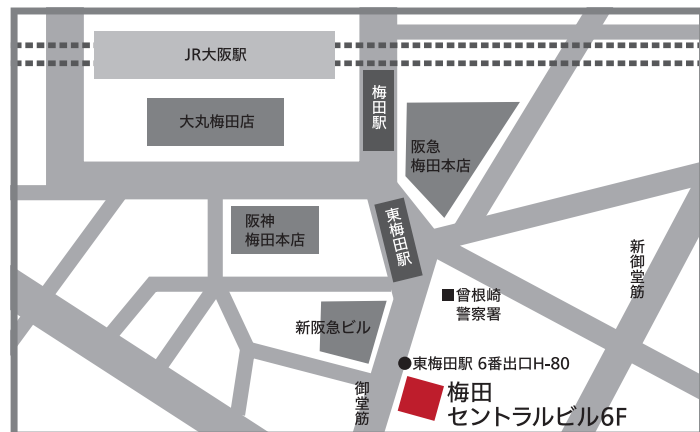 JR大阪駅
梅田駅
大丸梅田店
阪急
梅田本店
阪神
梅田本店
東梅田駅
新御堂筋
■曾根崎
警察署
新阪急ビル
●東梅田駅 6番出口H-80
御堂筋
梅田
セントラルビル6F